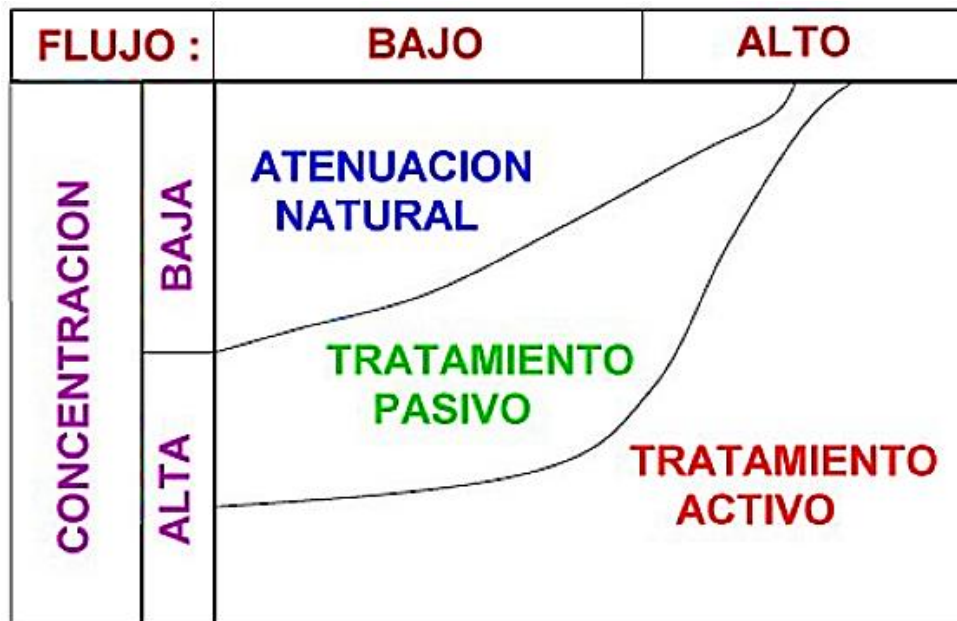 FLUJO : BAJO ALTO
CONCENTRACION
BAJA
ALTA
ATENUACION
NATURAL
TRATAMIENTO
PASIVO
TRATAMIENTO
ACTIVO